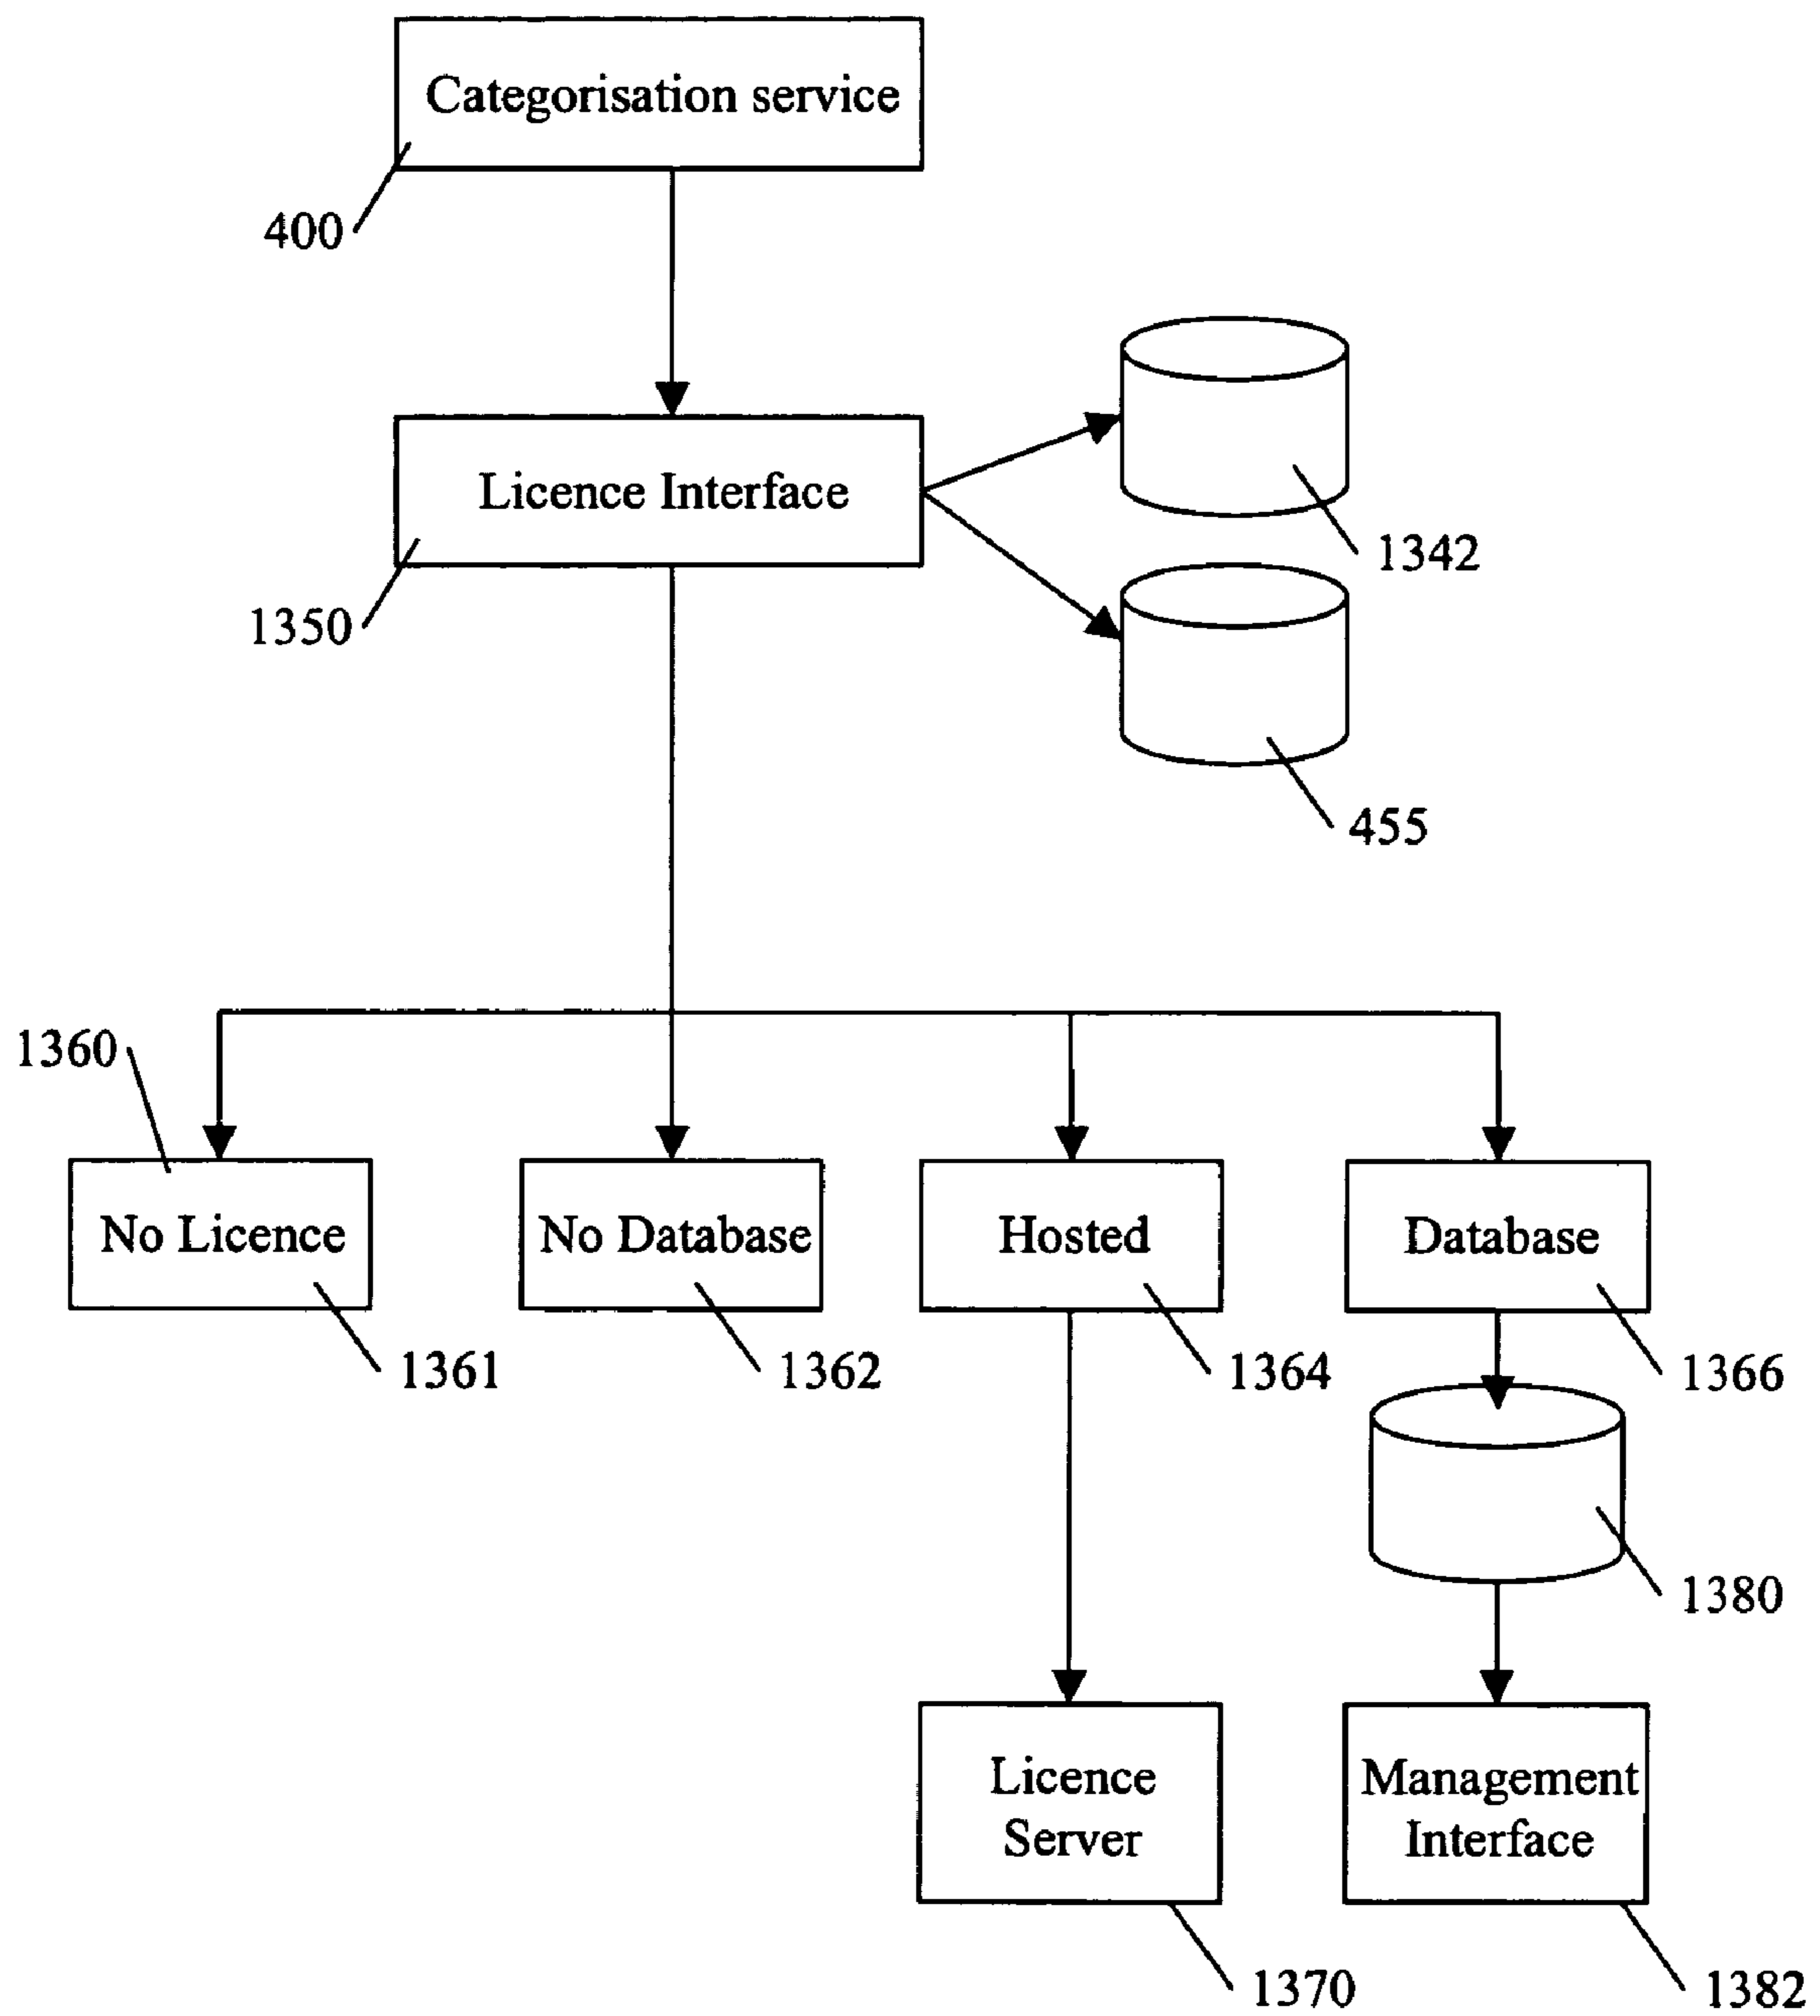 Categorisation service
400
Licence Interface
1342
1350
455
1360
No Licence
No Database
Hosted
Database
1361
1362
1364
1366
1380
Licence
Server
Management
Interface
1370
1382